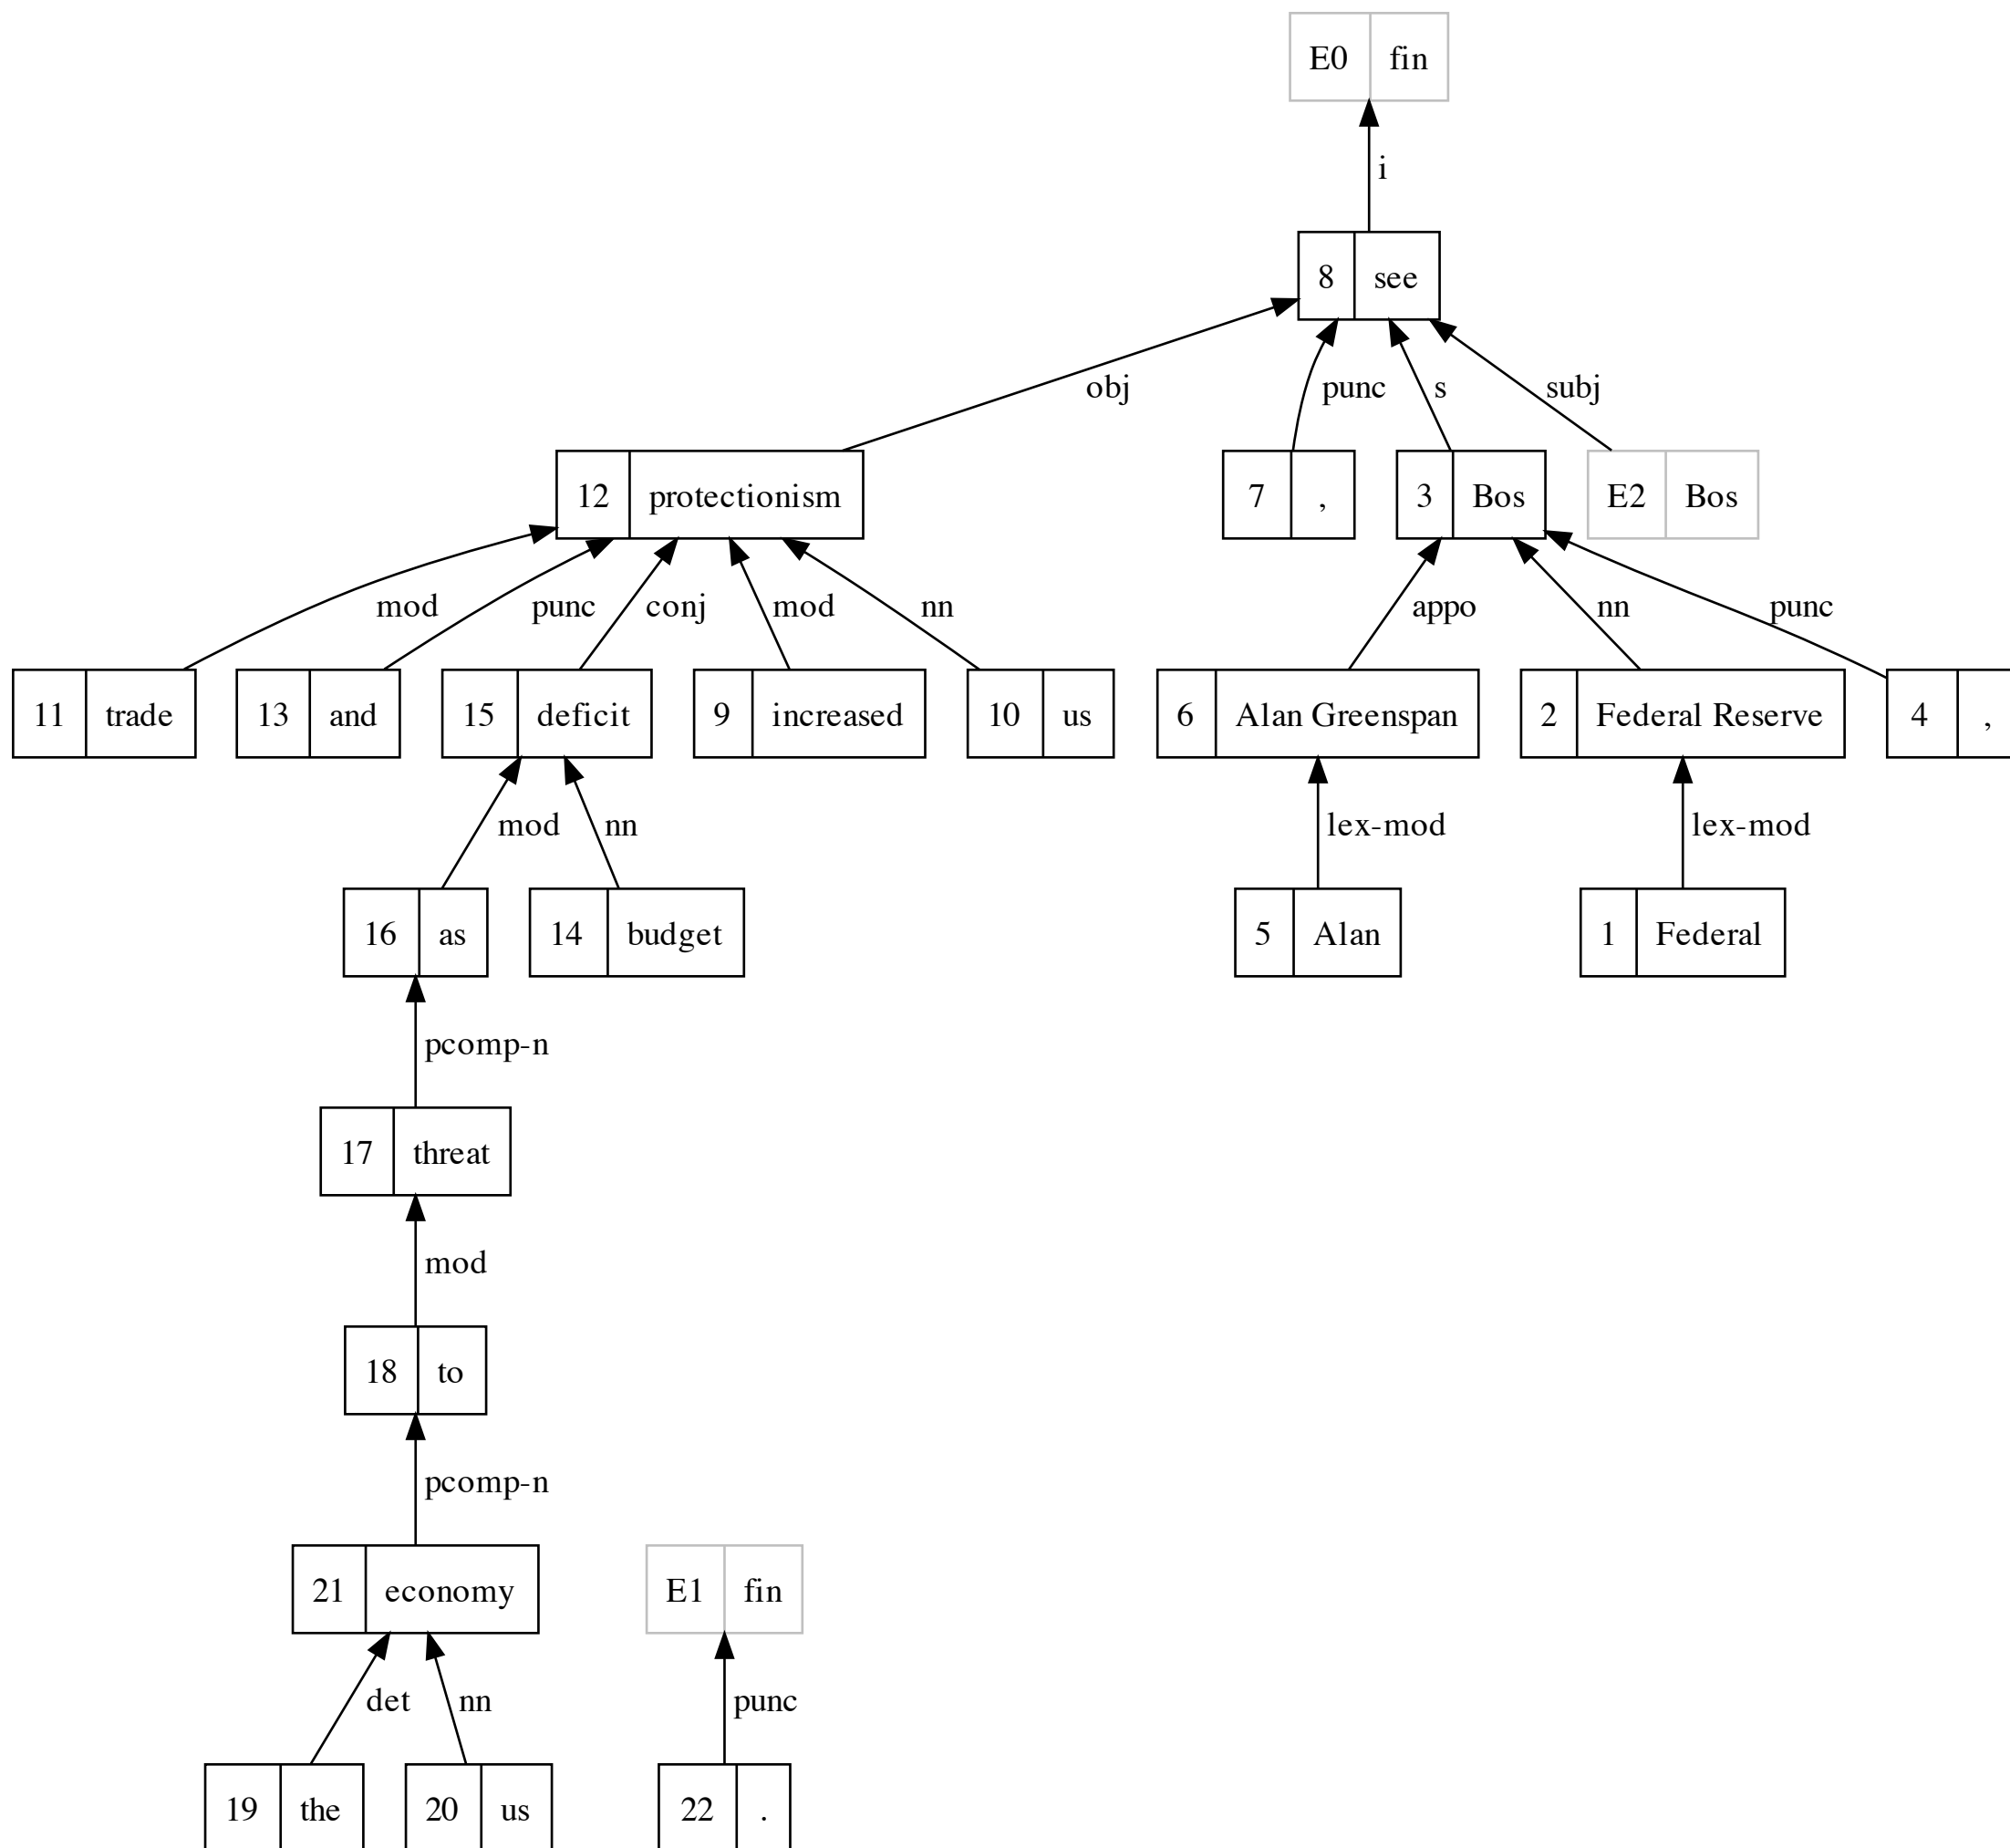 E0 fin
i
8 see
obj punc s subj
12 protectionism 7 , 3 Bos E2 Bos
mod punc conj mod nn appo nn punc
11 trade 13 and 15 deficit 9 increased 10 us 6 Alan Greenspan 2 Federal Reserve 4 ,
mod nn lex-mod lex-mod
16 as 14 budget 5 Alan 1 Federal
pcomp-n
17 threat
mod
18 to
pcomp-n
21 economy E1 fin
det nn punc
19 the 20 us 22 .